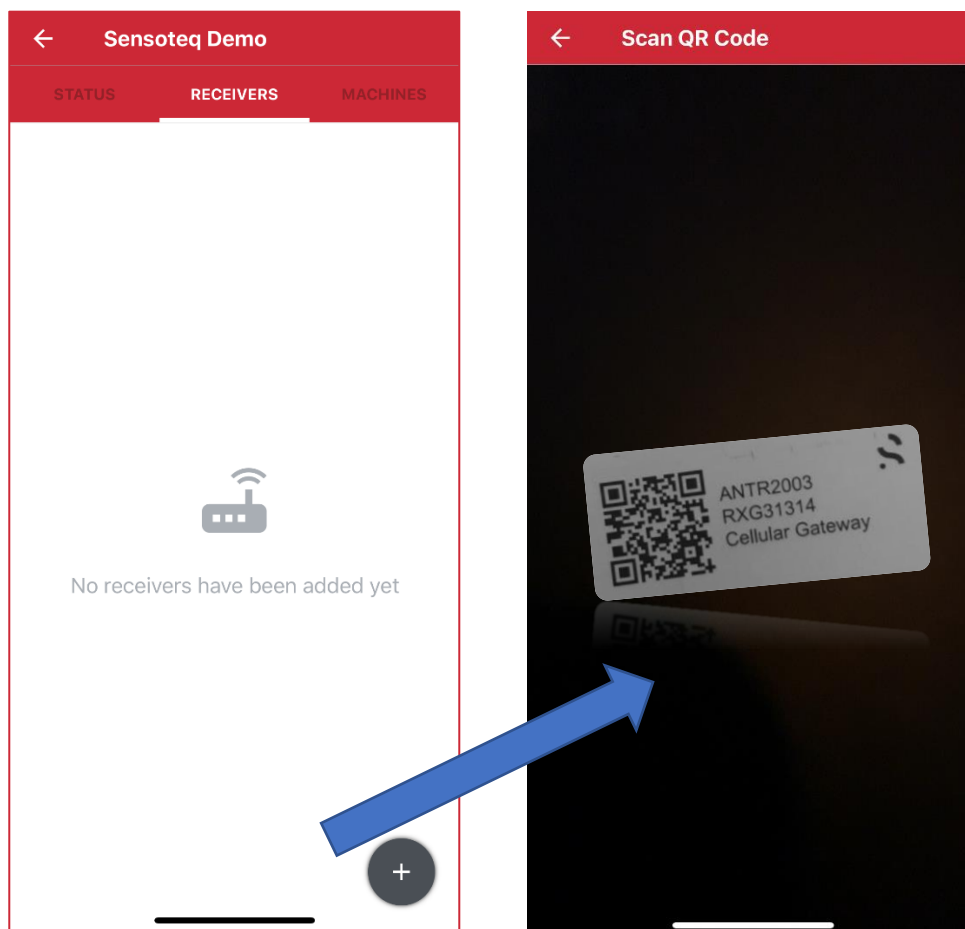 Sensoteq Demo
STATUS RECEIVERS MACHINES
No receivers have been added yet
+
Scan QR Code
ANTR2003
RXG31314
Cellular Gateway